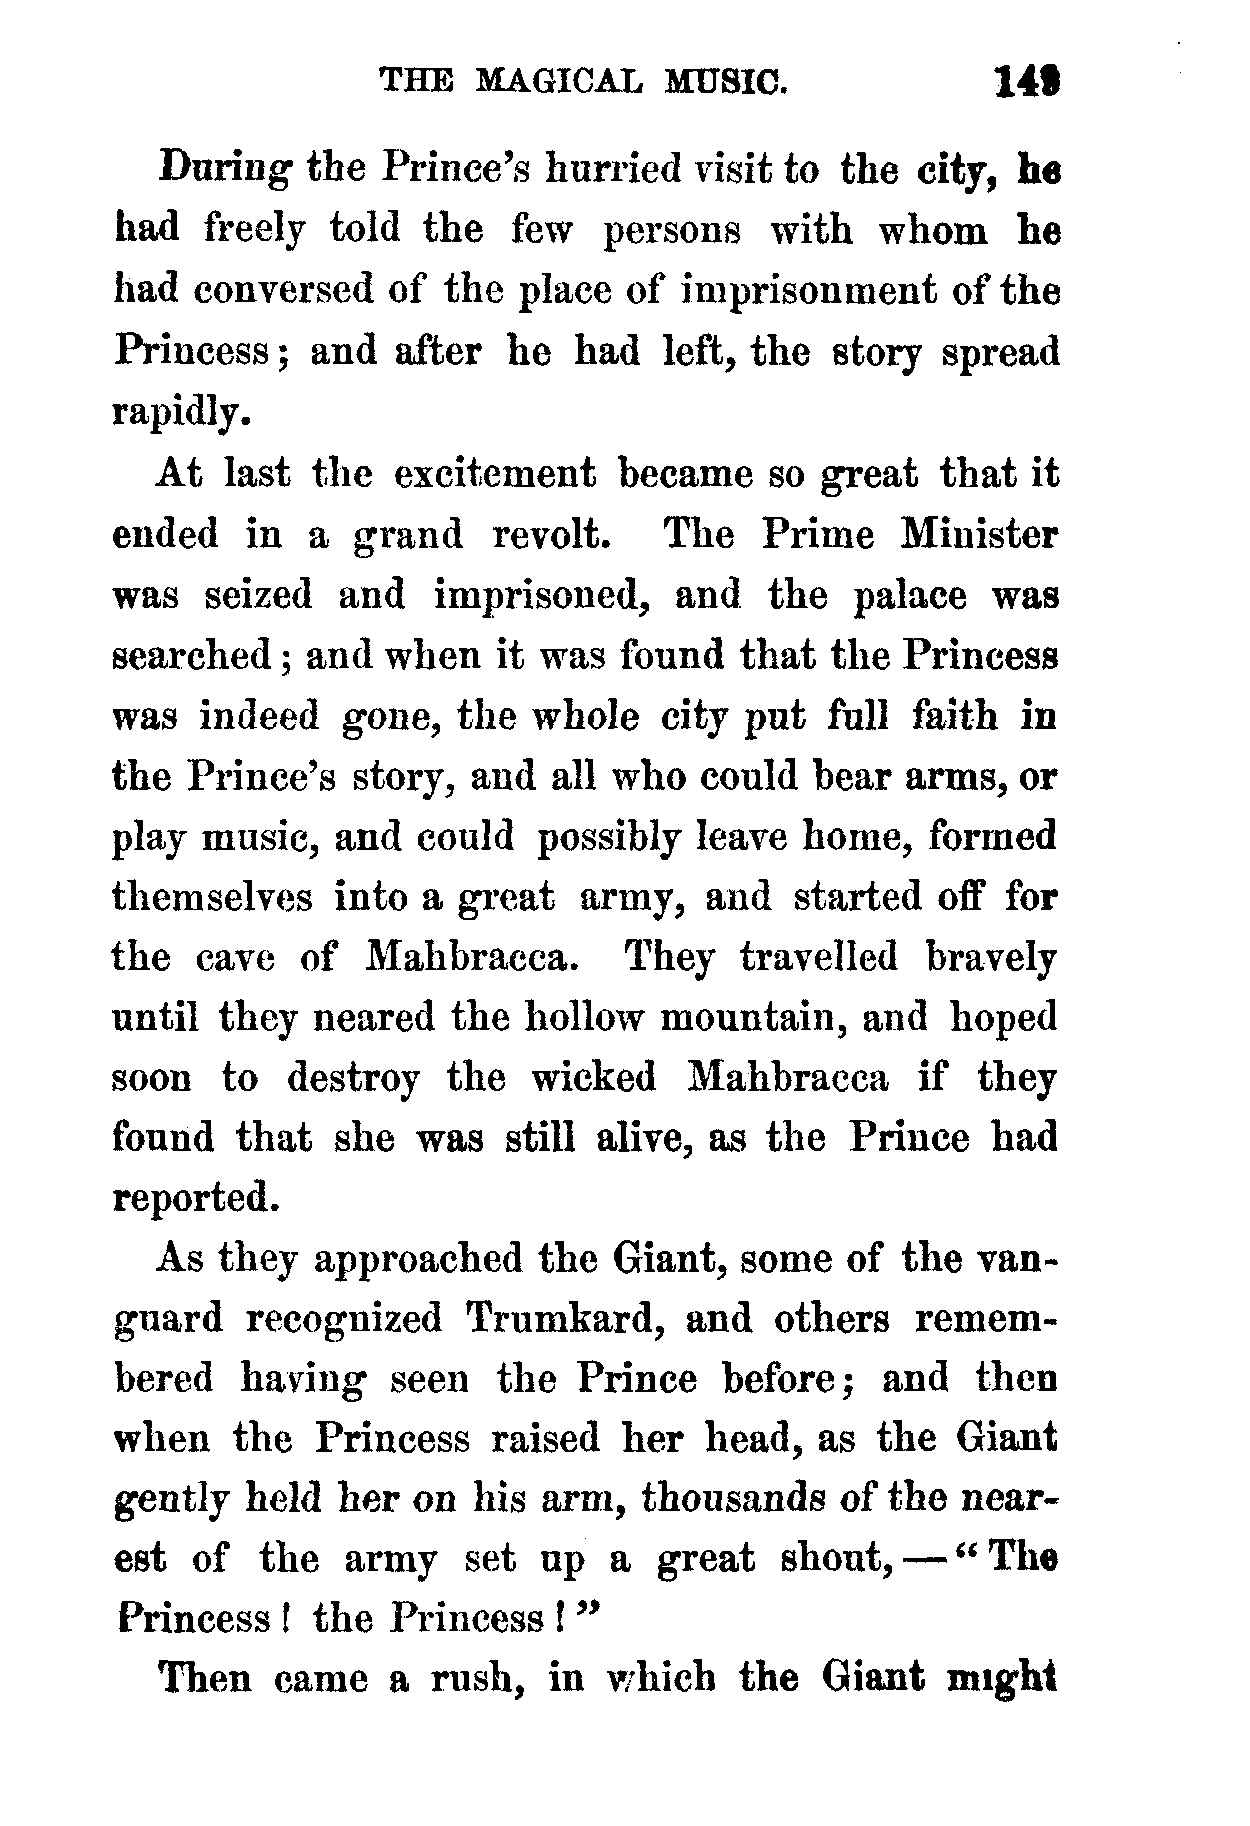 THE MAGICAL MUSIC. 149
During the Prince's hurried visit to the city, he
had freely told the few persons with whom he
had conversed of the place of imprisonment of the
Princess; and after he had left, the story spread
rapidly.
At last the excitement became so great that it
ended in a grand revolt. The Prime Minister
was seized and imprisoned, and the palace was
searched; and when it was found that the Princess
was indeed gone, the whole city put full faith in
the Prince's story, and all who could bear arms, or
play music, and could possibly leave home, formed
themselves into a great army, and started off for
the cave of Mahbracca. They travelled bravely
until they neared the hollow mountain, and hoped
soon to destroy the wicked Mahbracca if they
found that she was still alive, as the Prince had
reported.
As they approached the Giant, some of the van-
guard recognized Trumkard, and others remem-
bered having seen the Prince before; and then
when the Princess raised her head, as the Giant
gently held her on his arm, thousands of the near-
est of the army set up a great shout,—"The
Princess! the Princess!"
Then came a rush, in which the Giant might